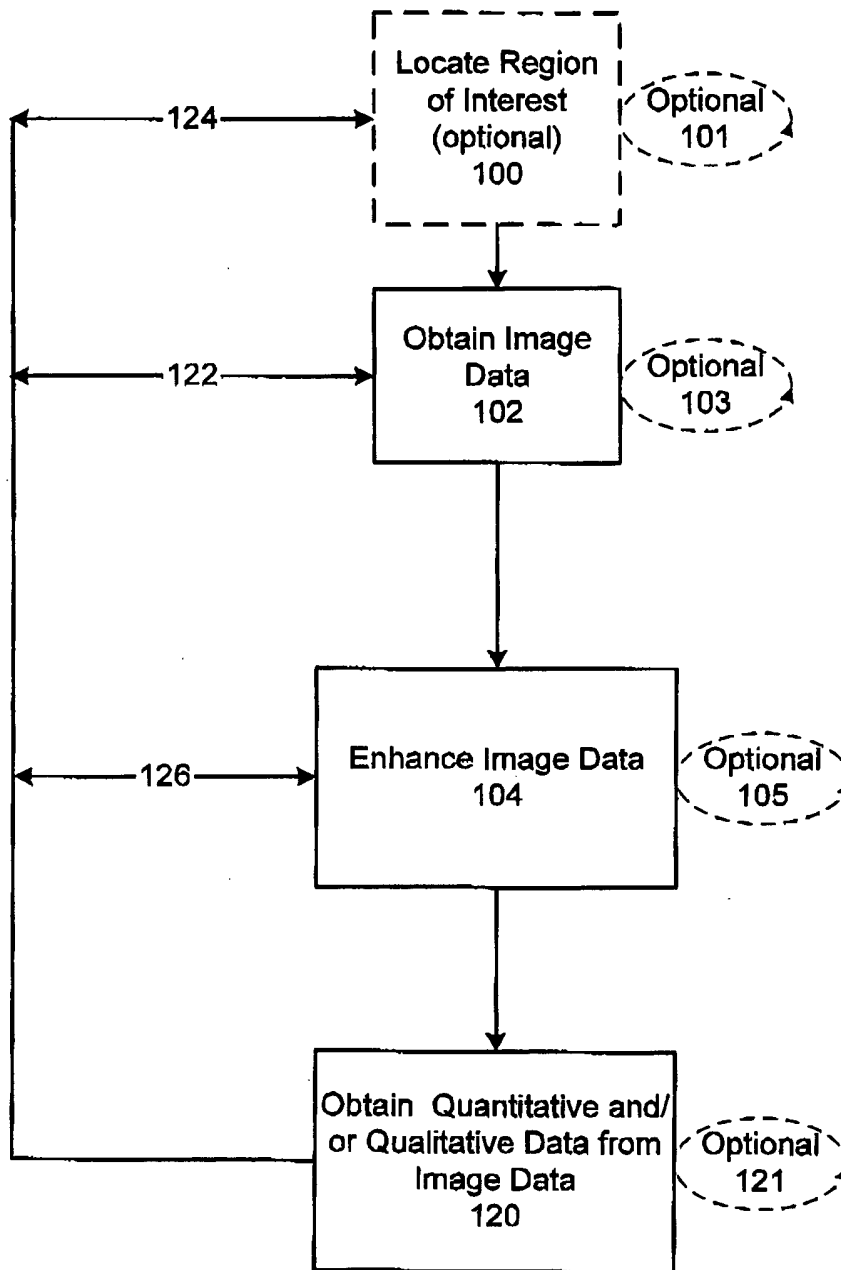 Locate Region
of Interest
(optional)
100
Optional
101
124
Obtain Image
Data
102
Optional
103
122
Enhance Image Data
104
Optional
105
126
Obtain Quantitative and/
or Qualitative Data from
Image Data
120
Optional
121